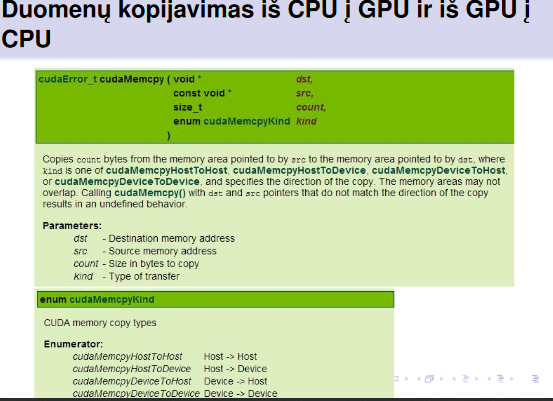 Duomenų kopijavimas iš CPU į GPU ir iš GPU į
CPU
cudaError_t cudaMemcpy ( void * dst,
const void * src,
size_t count,
enum cudaMemcpyKind kind
)
Copies count bytes from the memory area pointed to by src to the memory area pointed to by dst, where
kind is one of cudaMemcpyHostToHost, cudaMemcpyHostToDevice, cudaMemcpyDeviceToHost,
or cudaMemcpyDeviceToDevice, and specifies the direction of the copy. The memory areas may not
overlap. Calling cudaMemcpy() with dst and src pointers that do not match the direction of the copy
results in an undefined behavior.
Parameters:
dst - Destination memory address
src - Source memory address
count - Size in bytes to copy
kind - Type of transfer
enum cudaMemcpyKind
CUDA memory copy types
Enumerator:
cudaMemcpyHostToHost Host -> Host
cudaMemcpyHostToDevice Host -> Device
cudaMemcpyDeviceToHost Device -> Host
cudaMemcpyDeviceToDevice Device -> Device